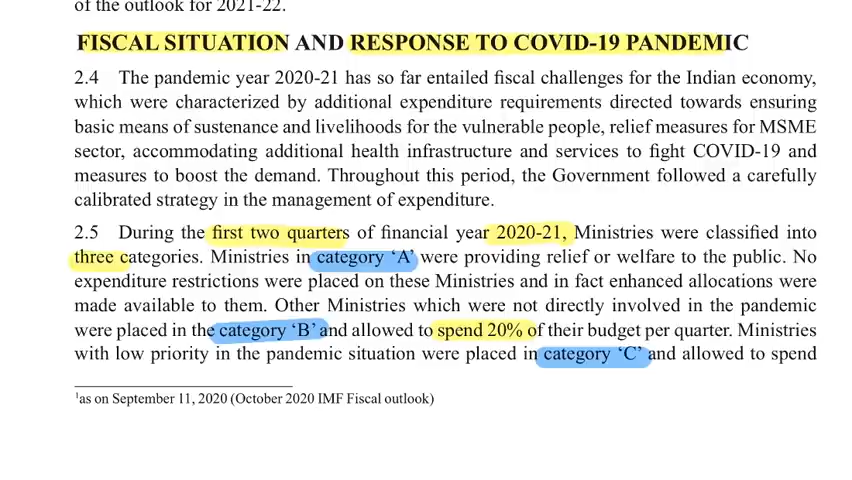 of the outlook for 2021-22.
FISCAL SITUATION AND RESPONSE TO COVID-19 PANDEMIC
2.4 The pandemic year 2020-21 has so far entailed fiscal challenges for the Indian economy,
which were characterized by additional expenditure requirements directed towards ensuring
basic means of sustenance and livelihoods for the vulnerable people, relief measures for MSME
sector, accommodating additional health infrastructure and services to fight COVID-19 and
measures to boost the demand. Throughout this period, the Government followed a carefully
calibrated strategy in the management of expenditure.
2.5 During the first two quarters of financial year 2020-21, Ministries were classified into
three categories. Ministries in category ‘A’ were providing relief or welfare to the public. No
expenditure restrictions were placed on these Ministries and in fact enhanced allocations were
made available to them. Other Ministries which were not directly involved in the pandemic
were placed in the category ‘B’ and allowed to spend 20% of their budget per quarter. Ministries
with low priority in the pandemic situation were placed in category ‘C’ and allowed to spend
1as on September 11, 2020 (October 2020 IMF Fiscal outlook)